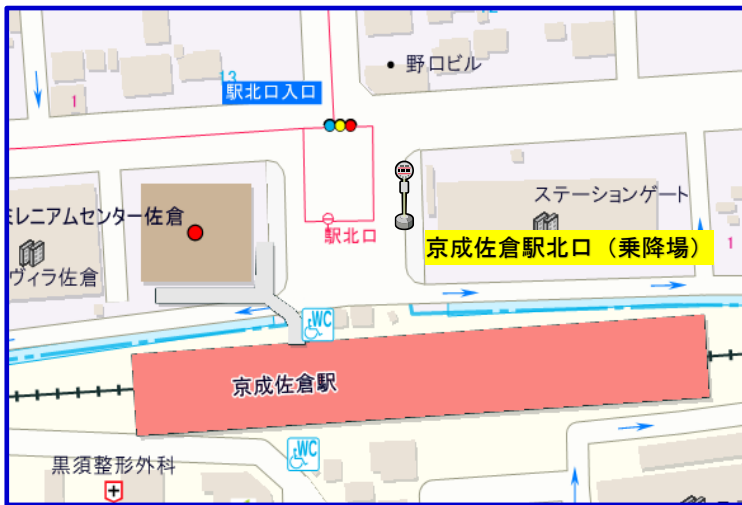 12
野口ビル
13
駅北口入口
1
ステーションゲート
ミレニアムセンター佐倉
駅北口
京成佐倉駅北口（乗降場）
1
ヴィラ佐倉
WC
京成佐倉駅
WC
黒須整形外科